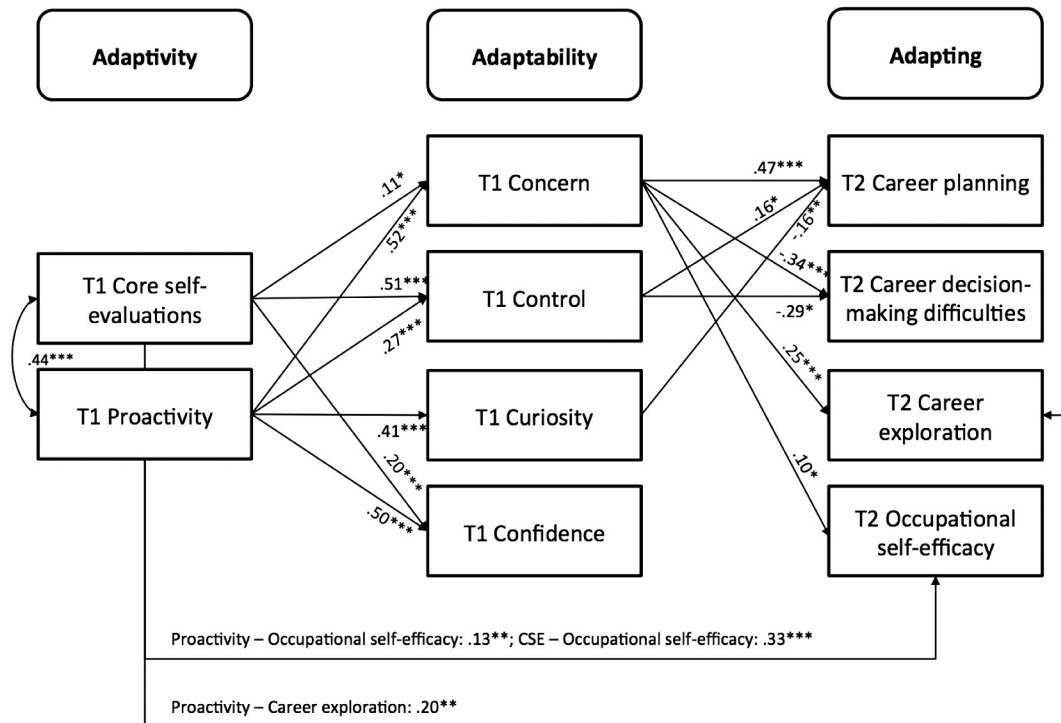 Adaptivity
Adaptability
Adapting
T1 Concern
T2 Career planning
.11*
.47***
.16*
-.16**
.52***
T1 Core self-
evaluations
.51***
T1 Control
-.34***
T2 Career decision-
making difficulties
-.29*
.27***
.44***
.25***
T1 Proactivity
.41***
T1 Curiosity
T2 Career
exploration
.20***
.10*
.50***
T1 Confidence
T2 Occupational
self-efficacy
Proactivity – Occupational self-efficacy: .13**; CSE – Occupational self-efficacy: .33***
Proactivity – Career exploration: .20**